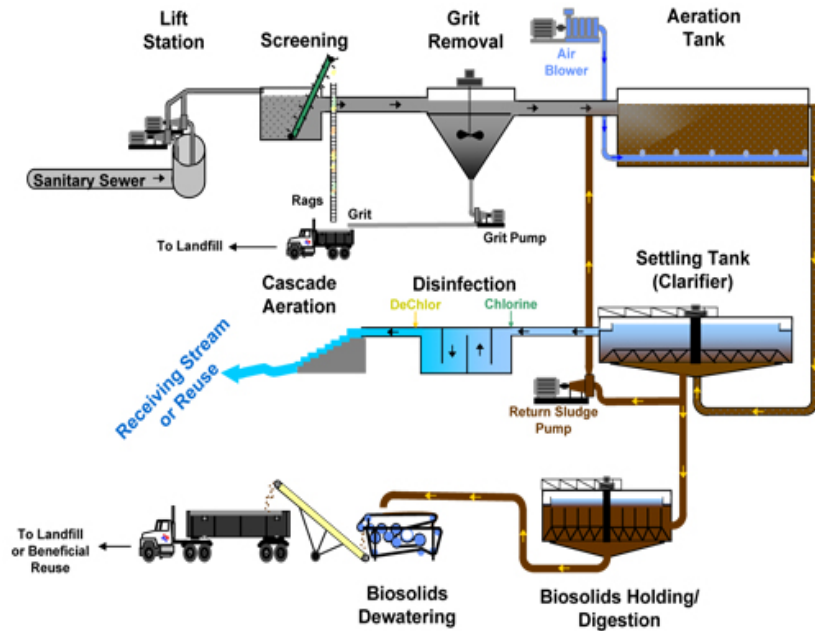 Lift
Station
Screening
Grit
Removal
Air
Blower
Aeration
Tank
Sanitary Sewer
Rags
Grit
Grit Pump
To Landfill
Cascade
Aeration
Disinfection
DeChlor
Chlorine
Settling Tank
(Clarifier)
Receiving Stream
or Reuse
Return Sludge
Pump
To Landfill
or Beneficial
Reuse
Biosolids
Dewatering
Biosolids Holding/
Digestion